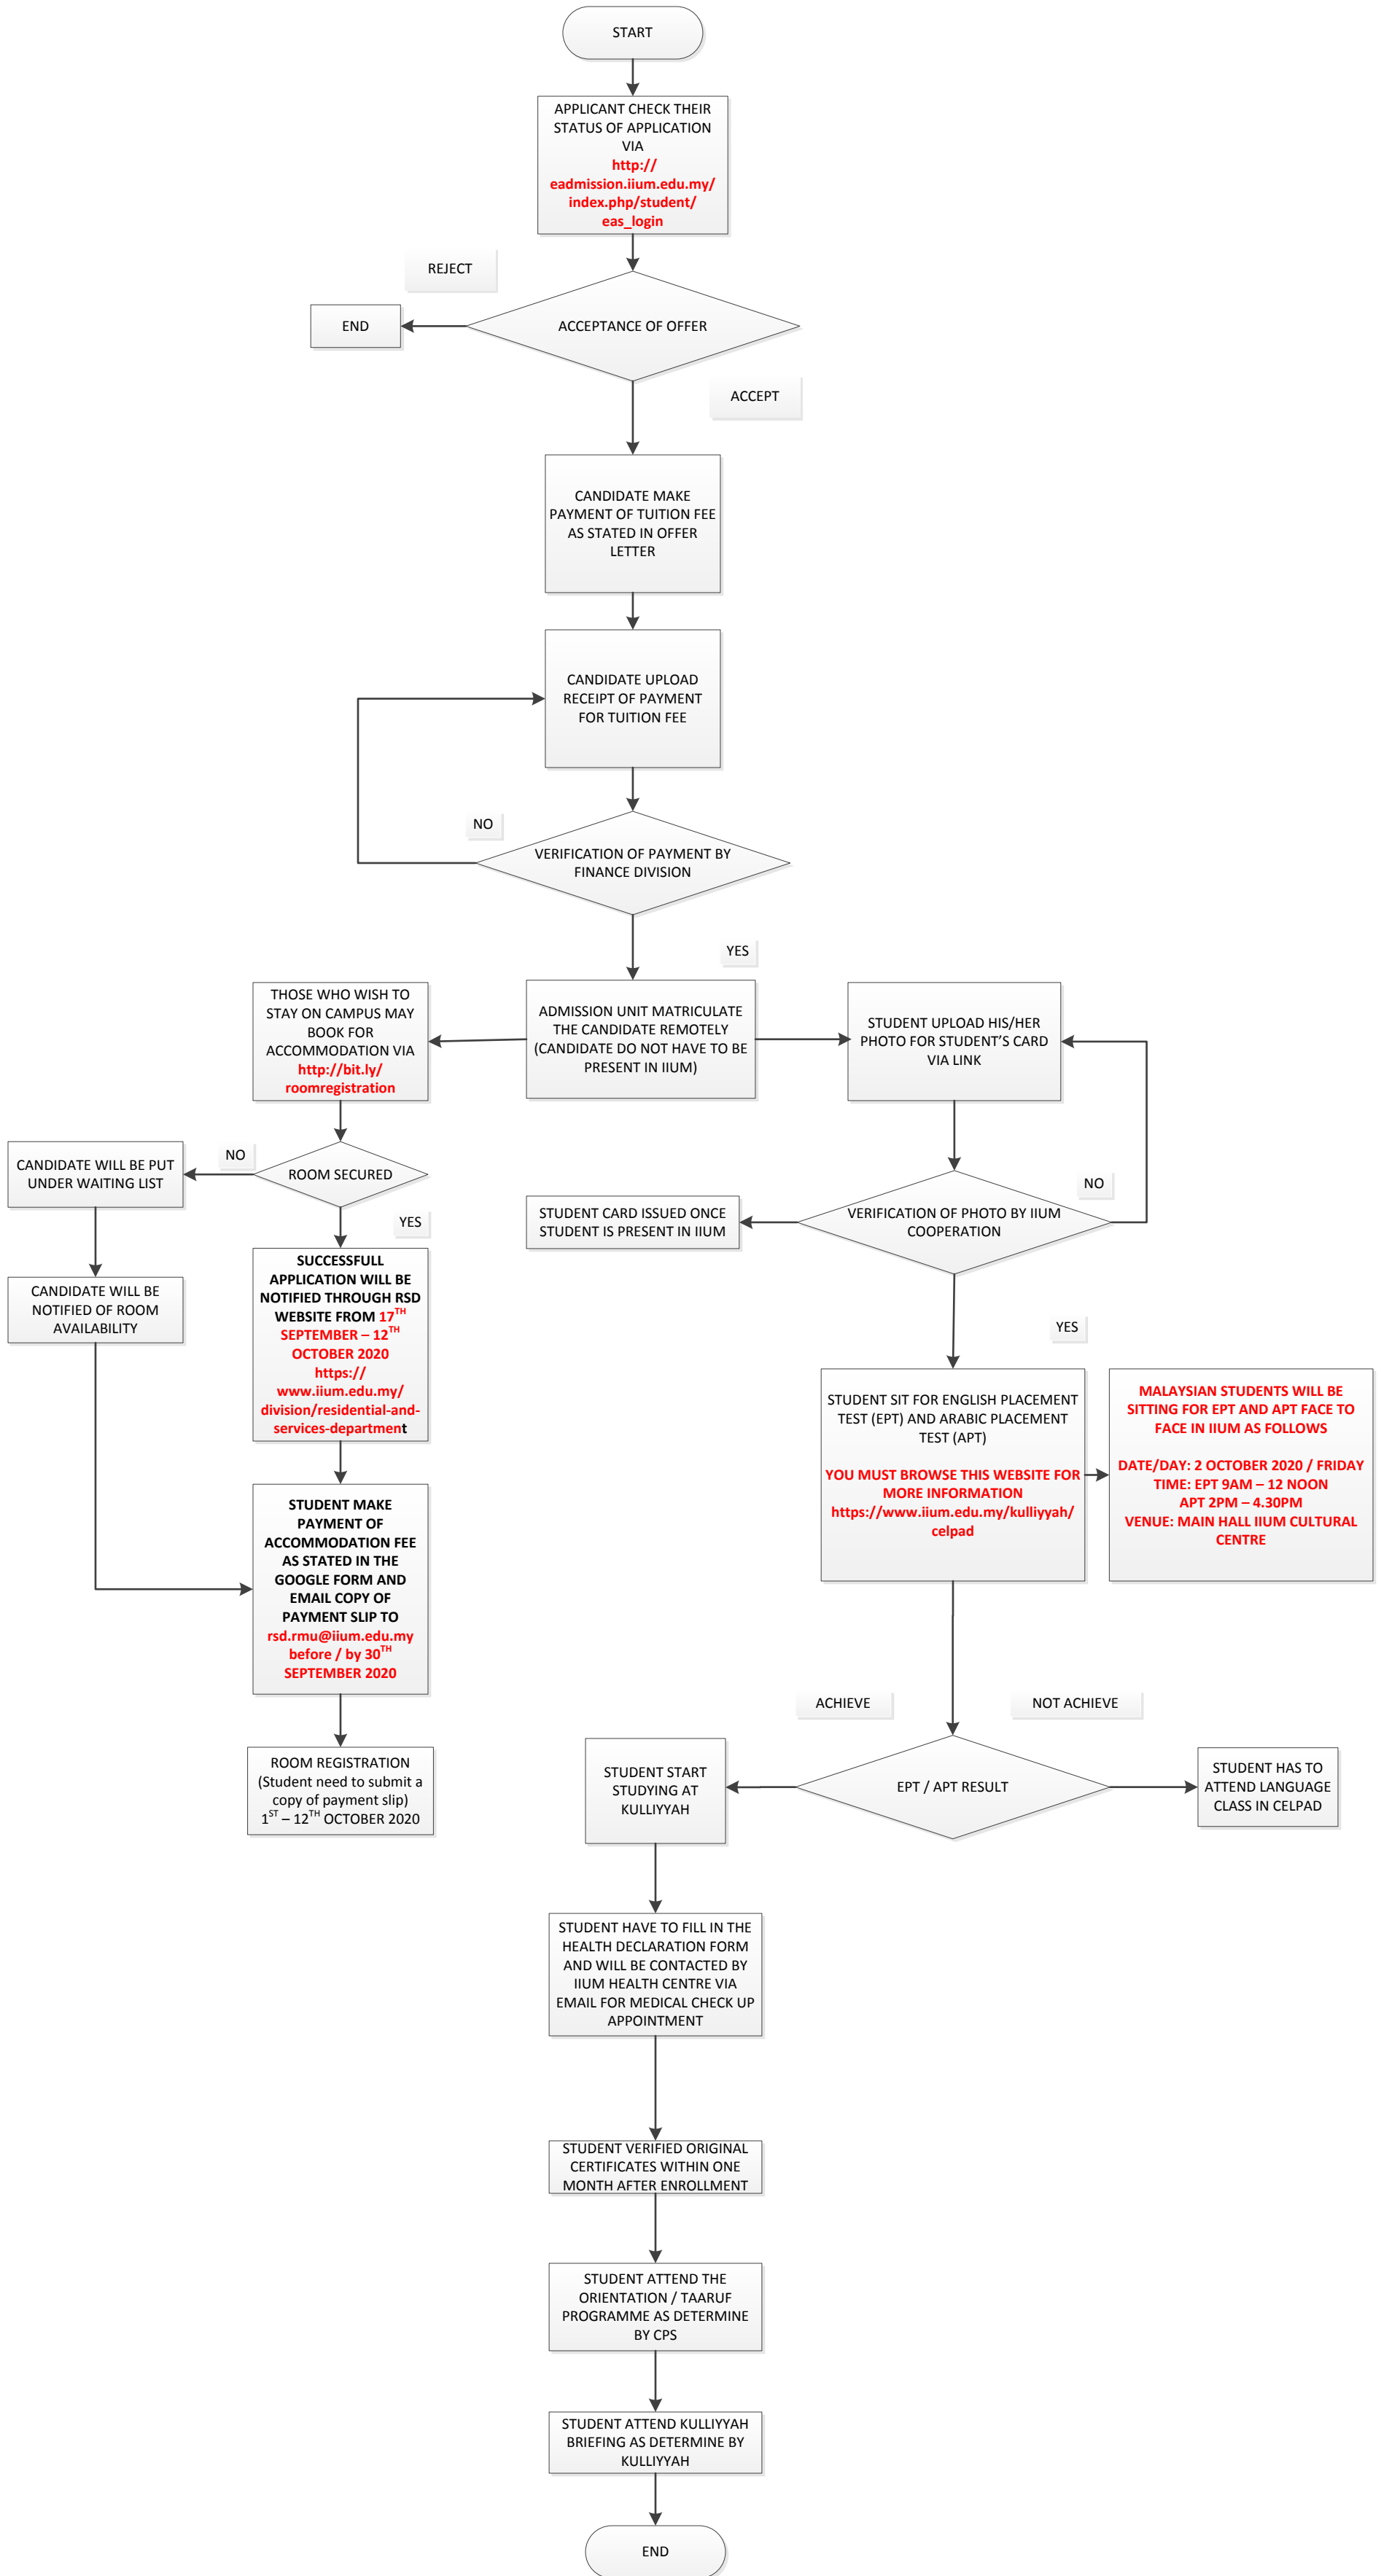 START
APPLICANT CHECK THEIR
STATUS OF APPLICATION
VIA
http://
eadmission.iium.edu.my/
index.php/student/
eas_login
REJECT
END
ACCEPTANCE OF OFFER
ACCEPT
CANDIDATE MAKE
PAYMENT OF TUITION FEE
AS STATED IN OFFER
LETTER
CANDIDATE UPLOAD
RECEIPT OF PAYMENT
FOR TUITION FEE
NO
VERIFICATION OF PAYMENT BY
FINANCE DIVISION
YES
THOSE WHO WISH TO
STAY ON CAMPUS MAY
BOOK FOR
ACCOMMODATION VIA
http://bit.ly/
roomregistration
ADMISSION UNIT MATRICULATE
THE CANDIDATE REMOTELY
(CANDIDATE DO NOT HAVE TO BE
PRESENT IN IIUM)
STUDENT UPLOAD HIS/HER
PHOTO FOR STUDENT'S CARD
VIA LINK
CANDIDATE WILL BE PUT
UNDER WAITING LIST
NO
ROOM SECURED
YES
STUDENT CARD ISSUED ONCE
STUDENT IS PRESENT IN IIUM
VERIFICATION OF PHOTO BY IIUM
COOPERATION
NO
YES
CANDIDATE WILL BE
NOTIFIED OF ROOM
AVAILABILITY
SUCCESSFULL
APPLICATION WILL BE
NOTIFIED THROUGH RSD
WEBSITE FROM 17TH
SEPTEMBER – 12TH
OCTOBER 2020
https://
www.iium.edu.my/
division/residential-and-
services-department
STUDENT SIT FOR ENGLISH PLACEMENT
TEST (EPT) AND ARABIC PLACEMENT
TEST (APT)
YOU MUST BROWSE THIS WEBSITE FOR
MORE INFORMATION
https://www.iium.edu.my/kulliyyah/
celpad
MALAYSIAN STUDENTS WILL BE
SITTING FOR EPT AND APT FACE TO
FACE IN IIUM AS FOLLOWS
DATE/DAY: 2 OCTOBER 2020 / FRIDAY
TIME: EPT 9AM – 12 NOON
APT 2PM – 4.30PM
VENUE: MAIN HALL IIUM CULTURAL
CENTRE
STUDENT MAKE
PAYMENT OF
ACCOMMODATION FEE
AS STATED IN THE
GOOGLE FORM AND
EMAIL COPY OF
PAYMENT SLIP TO
rsd.rmu@iium.edu.my
before / by 30TH
SEPTEMBER 2020
ROOM REGISTRATION
(Student need to submit a
copy of payment slip)
1ST – 12TH OCTOBER 2020
ACHIEVE
NOT ACHIEVE
STUDENT START
STUDYING AT
KULLIYYAH
EPT / APT RESULT
STUDENT HAS TO
ATTEND LANGUAGE
CLASS IN CELPAD
STUDENT HAVE TO FILL IN THE
HEALTH DECLARATION FORM
AND WILL BE CONTACTED BY
IIUM HEALTH CENTRE VIA
EMAIL FOR MEDICAL CHECK UP
APPOINTMENT
STUDENT VERIFIED ORIGINAL
CERTIFICATES WITHIN ONE
MONTH AFTER ENROLLMENT
STUDENT ATTEND THE
ORIENTATION / TAARUF
PROGRAMME AS DETERMINE
BY CPS
STUDENT ATTEND KULLIYYAH
BRIEFING AS DETERMINE BY
KULLIYYAH
END